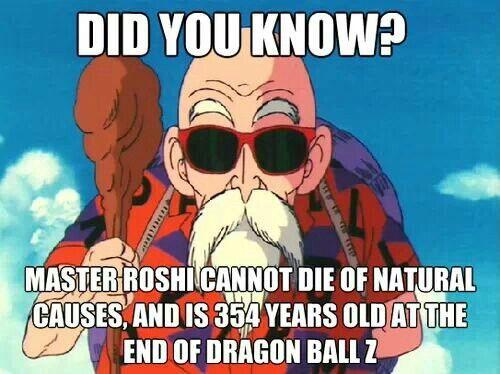 DID YOU KNOW?
MASTER ROSHI CANNOT DIE OF NATURAL
CAUSES, AND IS 354 YEARS OLD AT THE
END OF DRAGON BALL Z